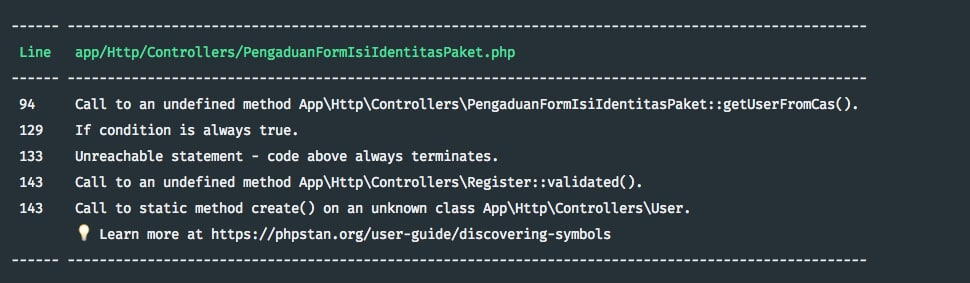 ------ --------------------------------------------------------------------------------------------------
Line app/Http/Controllers/PengaduanFormIsiIdentitasPaket.php
------ --------------------------------------------------------------------------------------------------
94 Call to an undefined method App\Http\Controllers\PengaduanFormIsiIdentitasPaket::getUserFromCas().
129 If condition is always true.
133 Unreachable statement - code above always terminates.
143 Call to an undefined method App\Http\Controllers\Register::validated().
143 Call to static method create() on an unknown class App\Http\Controllers\User.
💡 Learn more at https://phpstan.org/user-guide/discovering-symbols
------ --------------------------------------------------------------------------------------------------